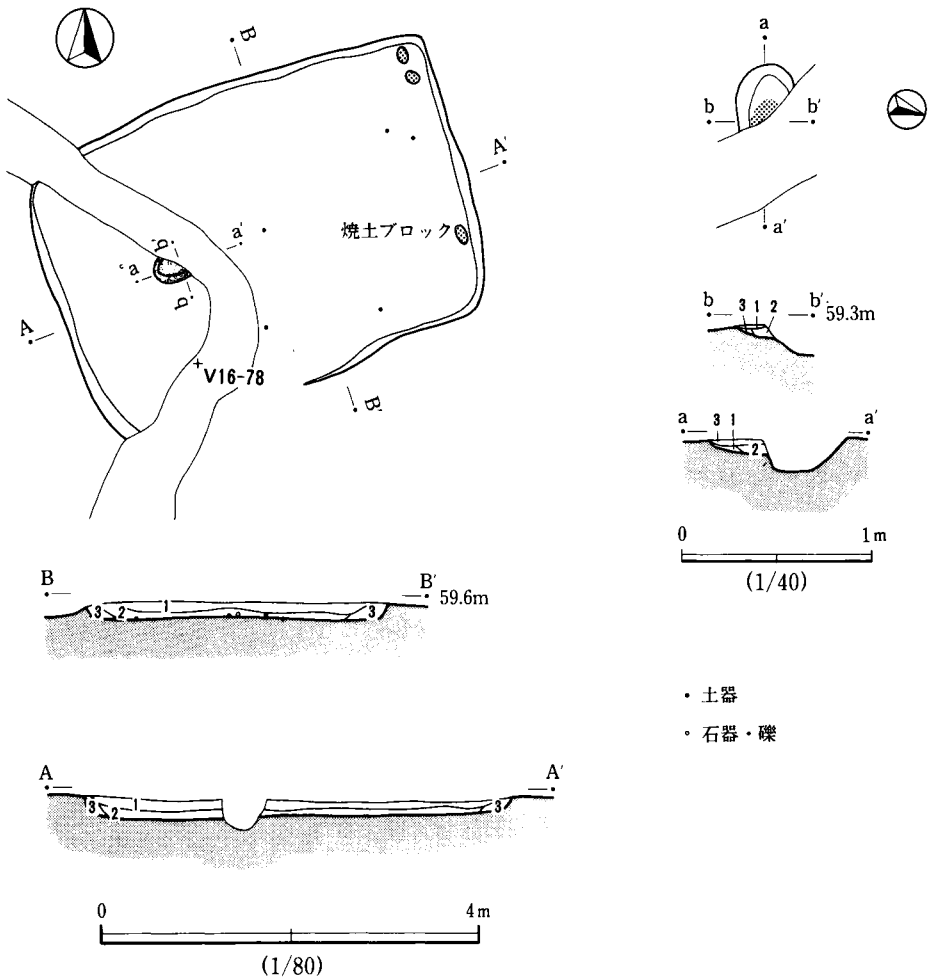 B
A'
焼土ブロック
a'
b'
a
b
A
V16-78
B'
a
b b'
a'
b b' 59.3m
3 1 2
a a'
3 1
2
0 1m
(1/40)
B B' 59.6m
1
3 2 3
・ 土器
∘ 石器・礫
A A'
1
3 2 3
0 4m
(1/80)